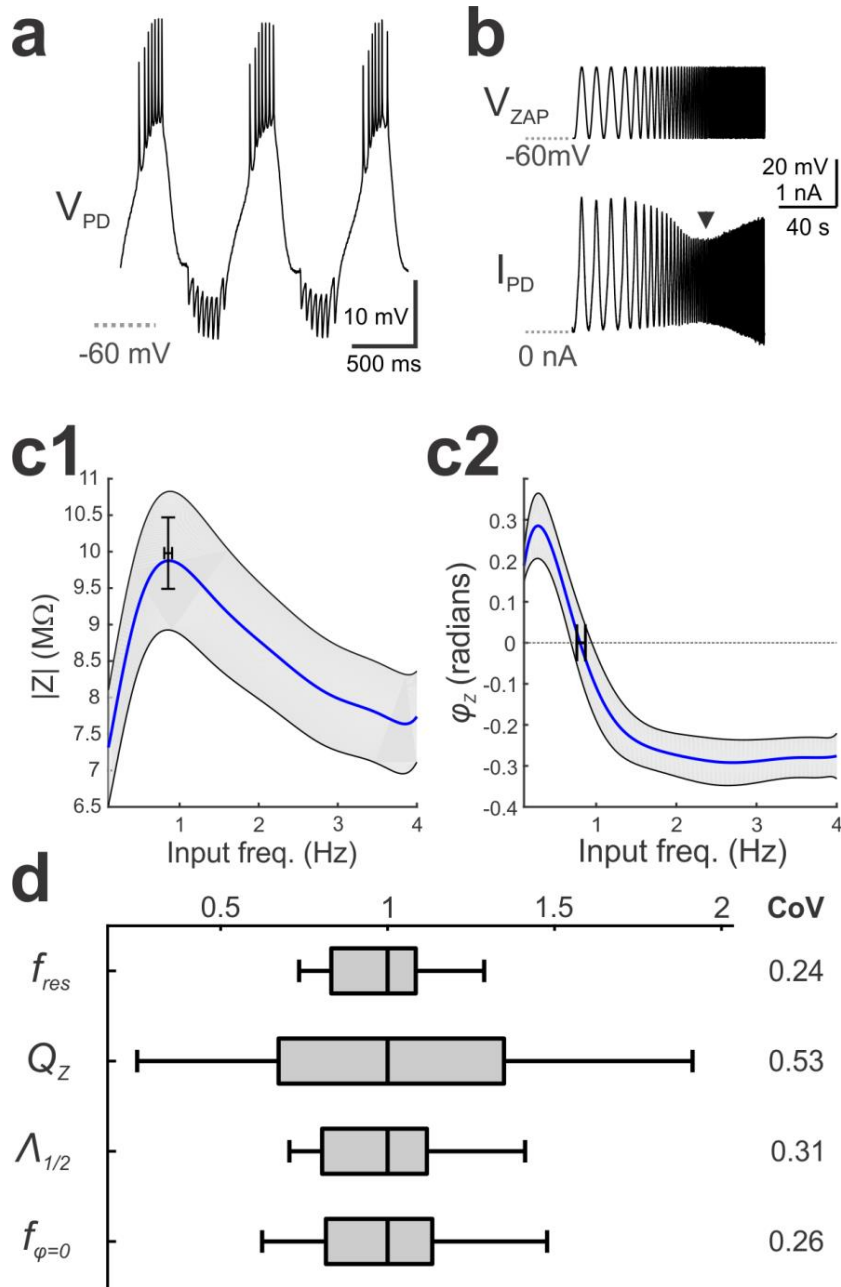 a
V_PD
-60 mV
10 mV
500 ms
b
V_ZAP
-60mV
20 mV
1 nA
40 s
I_PD
0 nA
c1
|Z| (MΩ)
11
10.5
10
9.5
9
8.5
8
7.5
7
6.5
1 2 3 4
Input freq. (Hz)
c2
φ_Z (radians)
0.3
0.2
0.1
0
-0.1
-0.2
-0.3
-0.4
1 2 3 4
Input freq. (Hz)
d
0.5 1 1.5 2 CoV
f_res 0.24
Q_Z 0.53
Λ_1/2 0.31
f_φ=0 0.26